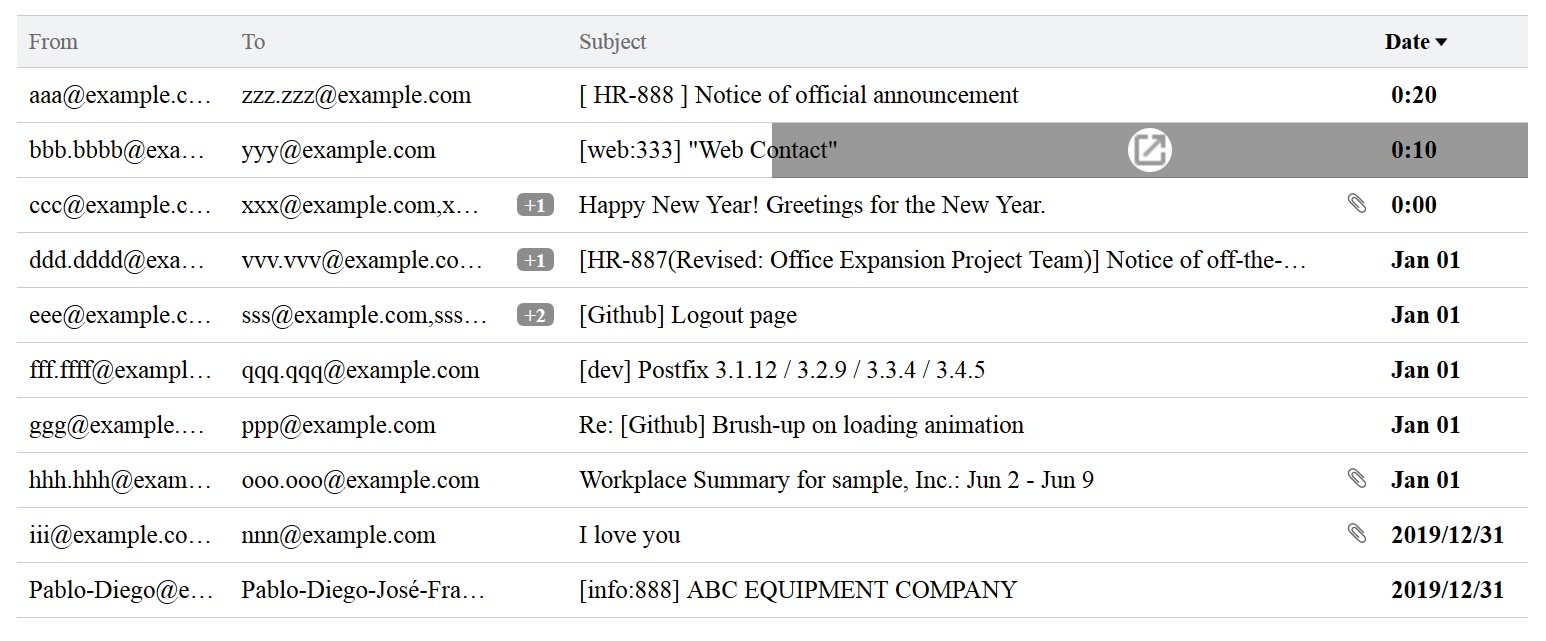 From To Subject Date
aaa@example.c… zzz.zzz@example.com [ HR-888 ] Notice of official announcement 0:20
bbb.bbbb@exa… yyy@example.com [web:333] "Web Contact" 0:10
ccc@example.c… xxx@example.com,x… +1 Happy New Year! Greetings for the New Year. 0:00
ddd.dddd@exa… vvv.vvv@example.co… +1 [HR-887(Revised: Office Expansion Project Team)] Notice of off-the-… Jan 01
eee@example.c… sss@example.com,sss… +2 [Github] Logout page Jan 01
fff.ffff@exampl… qqq.qqq@example.com [dev] Postfix 3.1.12 / 3.2.9 / 3.3.4 / 3.4.5 Jan 01
ggg@example.… ppp@example.com Re: [Github] Brush-up on loading animation Jan 01
hhh.hhh@exam… ooo.ooo@example.com Workplace Summary for sample, Inc.: Jun 2 - Jun 9 Jan 01
iii@example.co… nnn@example.com I love you 2019/12/31
Pablo-Diego@e… Pablo-Diego-José-Fra… [info:888] ABC EQUIPMENT COMPANY 2019/12/31